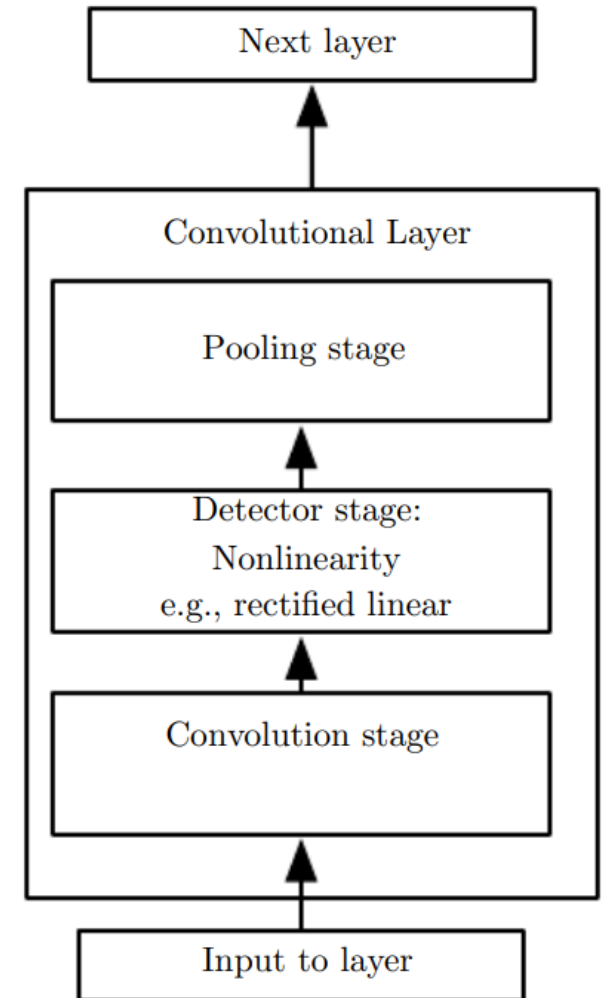 Next layer
Convolutional Layer
Pooling stage
Detector stage:
Nonlinearity
e.g., rectified linear
Convolution stage
Input to layer